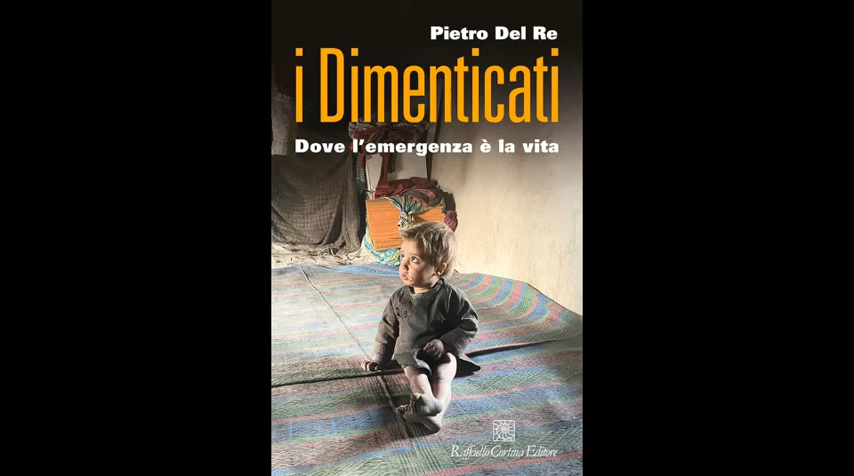 Pietro Del Re
i Dimenticati
Dove l'emergenza è la vita
Raffaello Cortina Editore